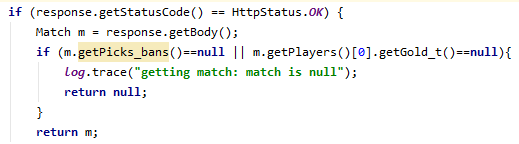 if (response.getStatusCode() == HttpStatus.OK) {
Match m = response.getBody();
if (m.getPicks_bans()==null || m.getPlayers()[0].getGold_t()==null){
log.trace("getting match: match is null");
return null;
}
return m;